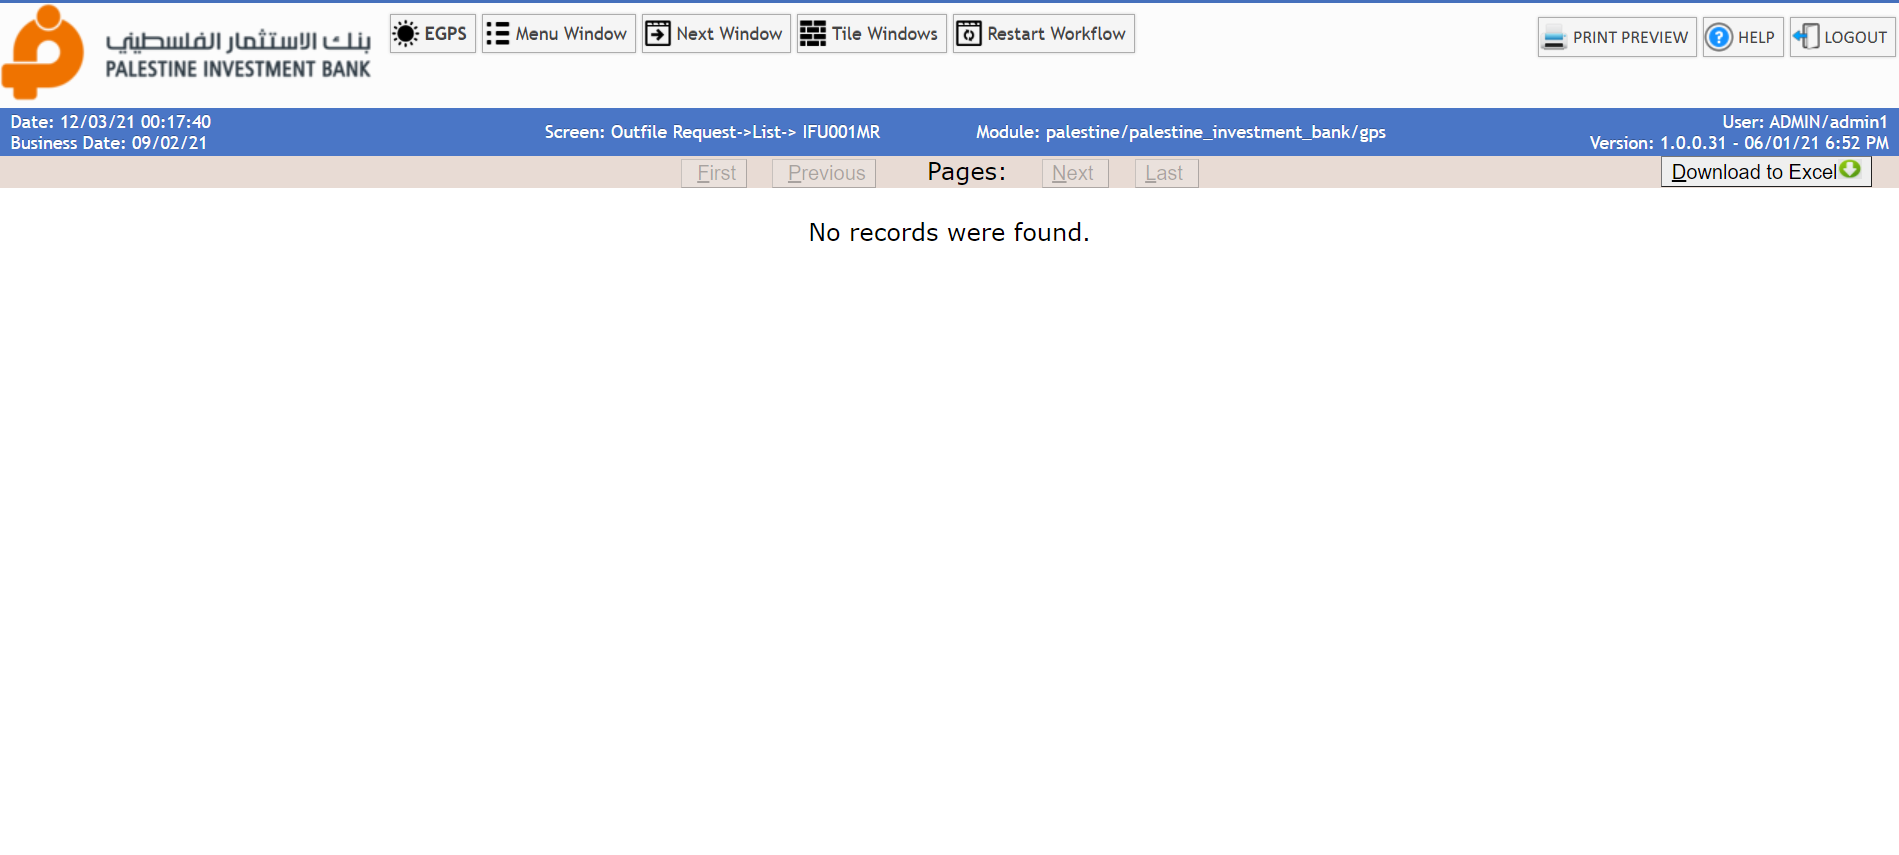 بنك الاستثمار الفلسطيني
PALESTINE INVESTMENT BANK
EGPS
Menu Window
Next Window
Tile Windows
Restart Workflow
PRINT PREVIEW
HELP
LOGOUT
Date: 12/03/21 00:17:40
Business Date: 09/02/21
Screen: Outfile Request->List-> IFU001MR
Module: palestine/palestine_investment_bank/gps
User: ADMIN/admin1
Version: 1.0.0.31 - 06/01/21 6:52 PM
First
Previous
Pages:
Next
Last
Download to Excel
No records were found.